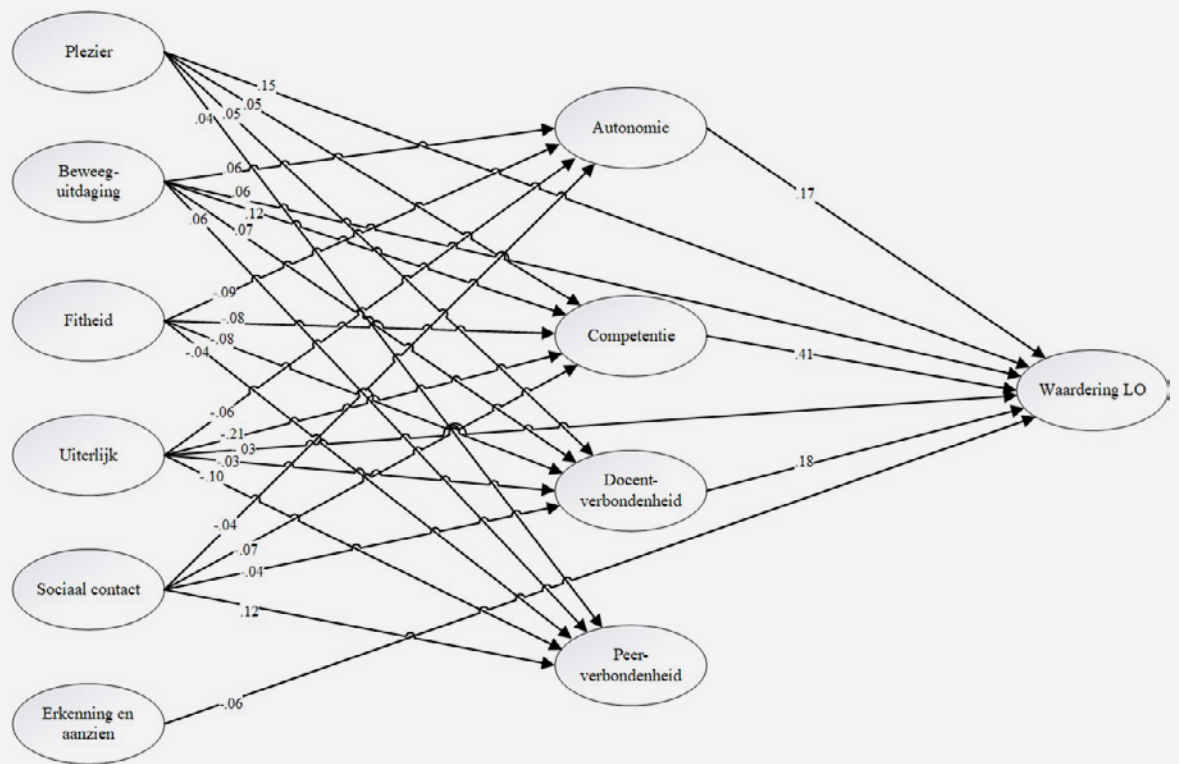 Plezier
.15
.05
.05
.04
Autonomie
Beweeg-
uitdaging
.06
.06
.12
.07
.06
.17
Fitheid
-.09
-.08
-.08
-.04
Competentie
.41
Waardering LO
Uiterlijk
-.06
-.21
.03
-.03
-.10
Docent-
verbondenheid
.18
Sociaal contact
-.04
-.07
-.04
.12
Peer-
verbondenheid
Erkenning en
aanzien
-.06